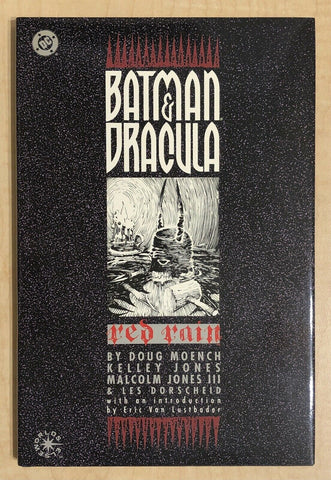 DC
BATMAN
&
DRACULA
red rain
BY DOUG MOENCH
KELLEY JONES
MALCOLM JONES III
& LES DORSCHEID
with an introduction
by Eric Van Lustbader